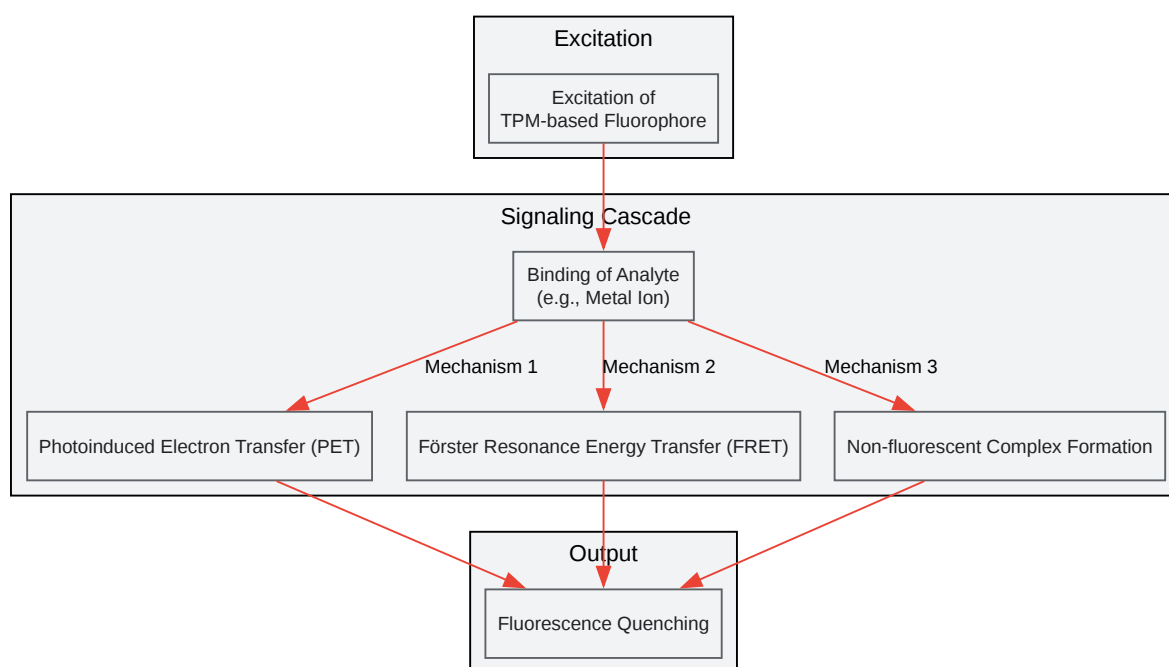 Excitation
Excitation of
TPM-based Fluorophore
Signaling Cascade
Binding of Analyte
(e.g., Metal Ion)
Mechanism 1
Mechanism 2
Mechanism 3
Photoinduced Electron Transfer (PET)
Förster Resonance Energy Transfer (FRET)
Non-fluorescent Complex Formation
Output
Fluorescence Quenching